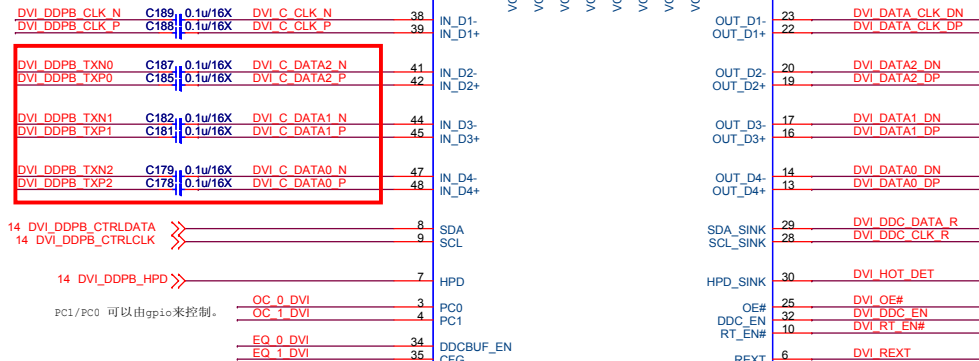 DVI_DDPB_CLK_N C189 0.1u/16X DVI_C_CLK_N 38 IN_D1- OUT_D1- 23 DVI_DATA_CLK_DN
DVI_DDPB_CLK_P C188 0.1u/16X DVI_C_CLK_P 39 IN_D1+ OUT_D1+ 22 DVI_DATA_CLK_DP
DVI_DDPB_TXN0 C187 0.1u/16X DVI_C_DATA2_N 41 IN_D2- OUT_D2- 20 DVI_DATA2_DN
DVI_DDPB_TXP0 C185 0.1u/16X DVI_C_DATA2_P 42 IN_D2+ OUT_D2+ 19 DVI_DATA2_DP
DVI_DDPB_TXN1 C182 0.1u/16X DVI_C_DATA1_N 44 IN_D3- OUT_D3- 17 DVI_DATA1_DN
DVI_DDPB_TXP1 C181 0.1u/16X DVI_C_DATA1_P 45 IN_D3+ OUT_D3+ 16 DVI_DATA1_DP
DVI_DDPB_TXN2 C179 0.1u/16X DVI_C_DATA0_N 47 IN_D4- OUT_D4- 14 DVI_DATA0_DN
DVI_DDPB_TXP2 C178 0.1u/16X DVI_C_DATA0_P 48 IN_D4+ OUT_D4+ 13 DVI_DATA0_DP
14 DVI_DDPB_CTRLDATA 8 SDA SDA_SINK 29 DVI_DDC_DATA_R
14 DVI_DDPB_CTRLCLK 9 SCL SCL_SINK 28 DVI_DDC_CLK_R
14 DVI_DDPB_HPD 7 HPD HPD_SINK 30 DVI_HOT_DET
OC_0_DVI 3 PC0 OE# 25 DVI_OE#
PC1/PC0 可以由gpio来控制。 OC_1_DVI 4 PC1 DDC_EN 32 DVI_DDC_EN
RT_EN# 10 DVI_RT_EN#
EQ_0_DVI 34 DDCBUF_EN
EQ_1_DVI 35 CFG REXT 6 DVI_REXT